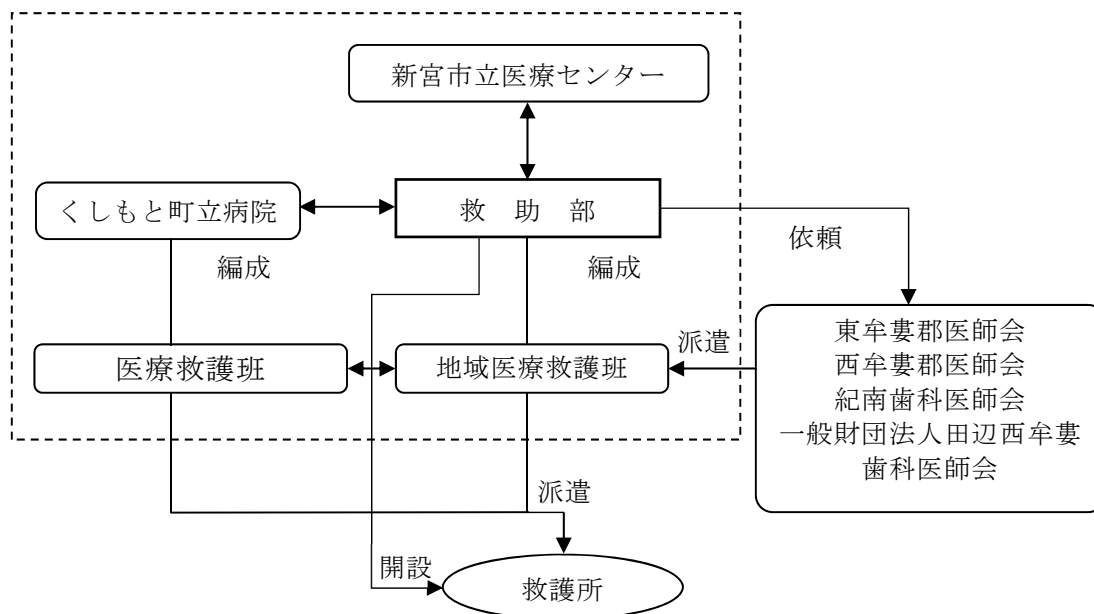 新宮市立医療センター
くしもと町立病院
救 助 部
依頼
編成
編成
東牟婁郡医師会
西牟婁郡医師会
紀南歯科医師会
一般財団法人田辺西牟婁
歯科医師会
派遣
医療救護班
地域医療救護班
派遣
開設
救護所